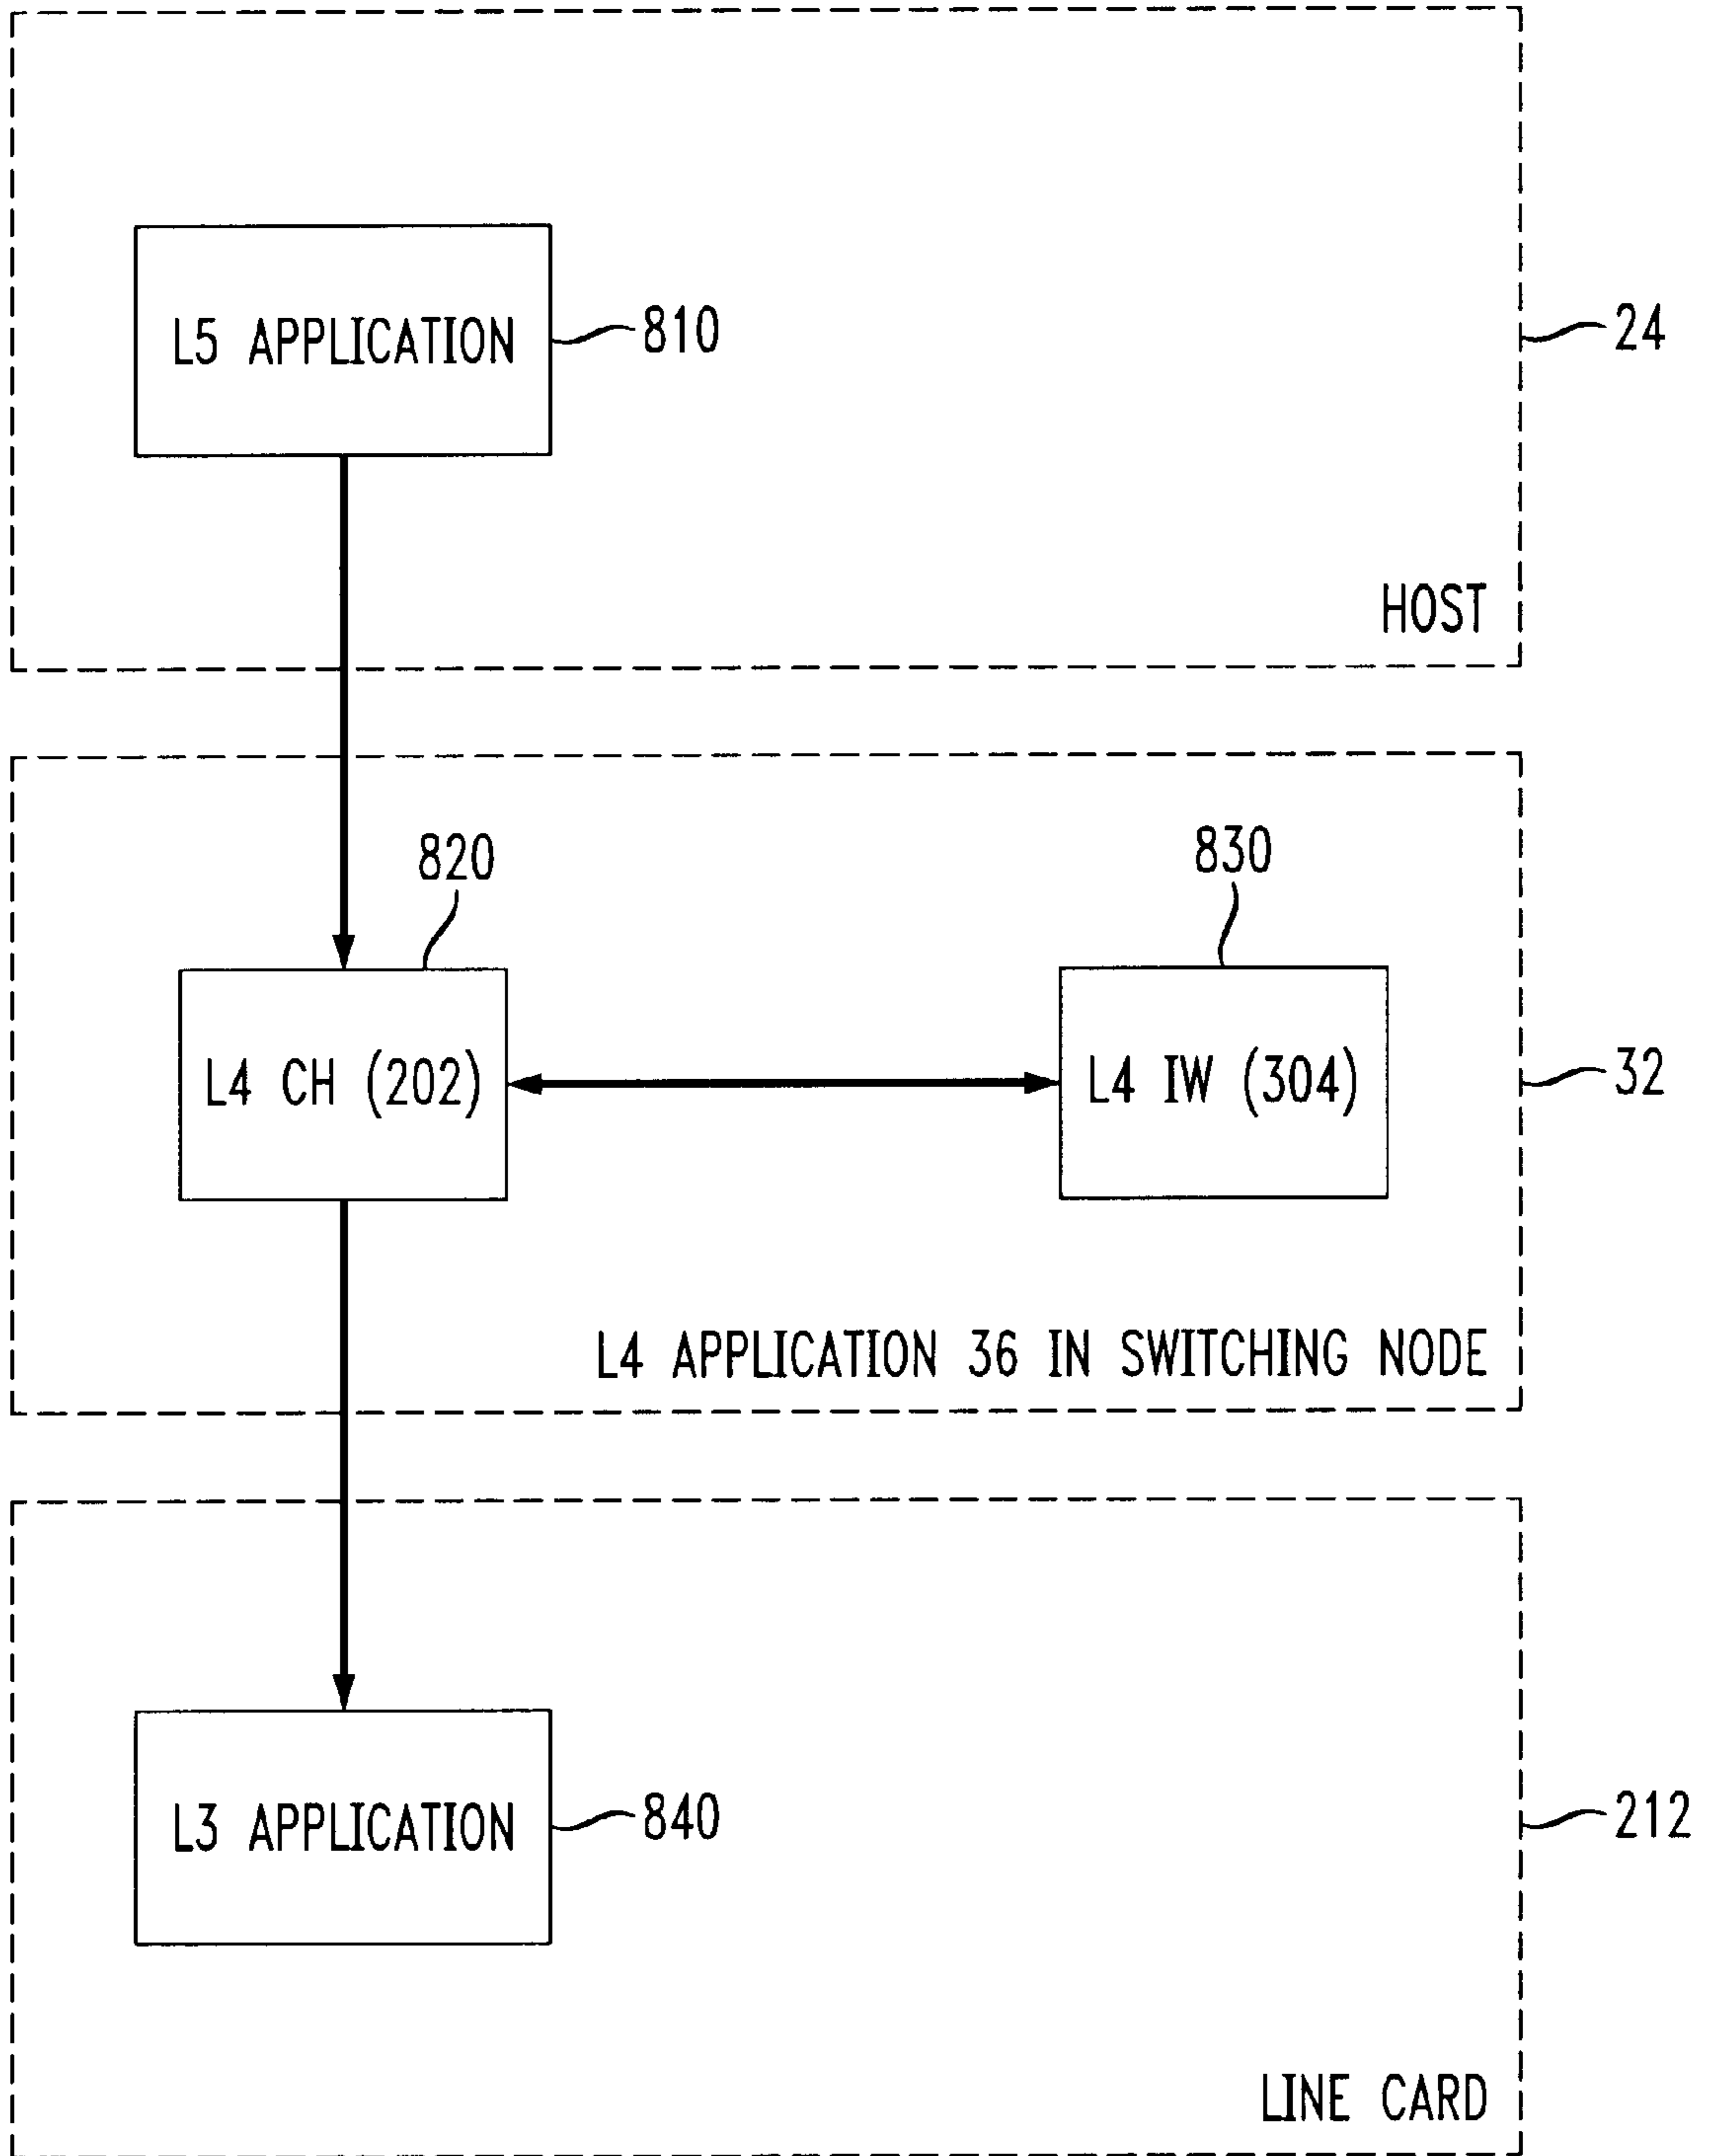 L5 APPLICATION
810
24
HOST
820
830
L4 CH (202)
L4 IW (304)
32
L4 APPLICATION 36 IN SWITCHING NODE
L3 APPLICATION
840
212
LINE CARD